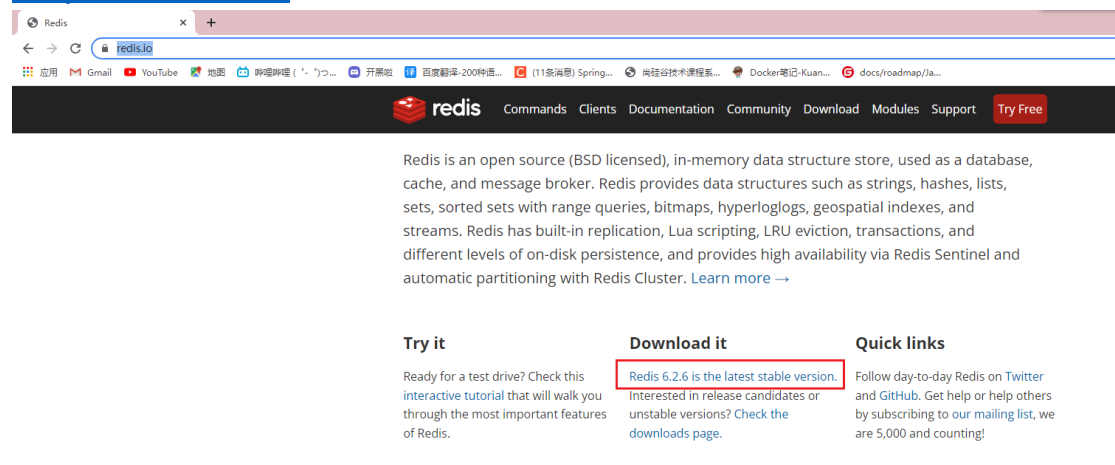 Redis
redis.io
应用 Gmail YouTube 地图 哔哩哔哩 ( ゜- ゜)つ... 开黑啦 百度翻译-200种语... (11条消息) Spring... 尚硅谷技术课程系... Docker笔记-Kuan... docs/roadmap/Ja...
redis Commands Clients Documentation Community Download Modules Support Try Free
Redis is an open source (BSD licensed), in-memory data structure store, used as a database,
cache, and message broker. Redis provides data structures such as strings, hashes, lists,
sets, sorted sets with range queries, bitmaps, hyperloglogs, geospatial indexes, and
streams. Redis has built-in replication, Lua scripting, LRU eviction, transactions, and
different levels of on-disk persistence, and provides high availability via Redis Sentinel and
automatic partitioning with Redis Cluster. Learn more →
Try it
Ready for a test drive? Check this
interactive tutorial that will walk you
through the most important features
of Redis.
Download it
Redis 6.2.6 is the latest stable version.
Interested in release candidates or
unstable versions? Check the
downloads page.
Quick links
Follow day-to-day Redis on Twitter
and GitHub. Get help or help others
by subscribing to our mailing list, we
are 5,000 and counting!